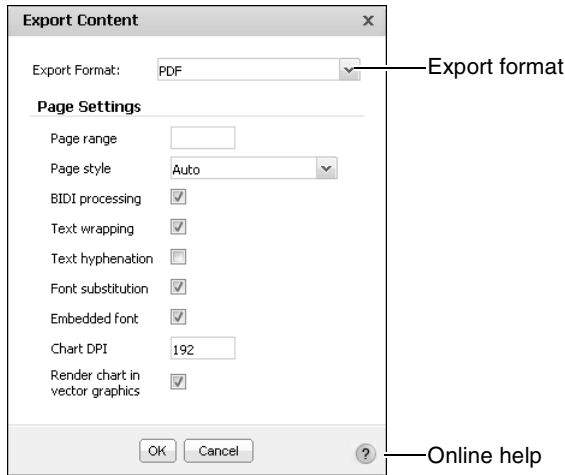 Export Content x
Export Format: PDF
Export format
Page Settings
Page range
Page style Auto
BIDI processing
Text wrapping
Text hyphenation
Font substitution
Embedded font
Chart DPI 192
Render chart in
vector graphics
OK Cancel ?
Online help